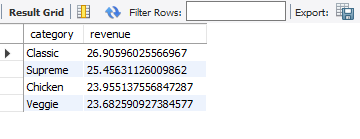 Result Grid Filter Rows: Export:
category revenue
Classic 26.90596025566967
Supreme 25.45631126009862
Chicken 23.955137556847287
Veggie 23.682590927384577